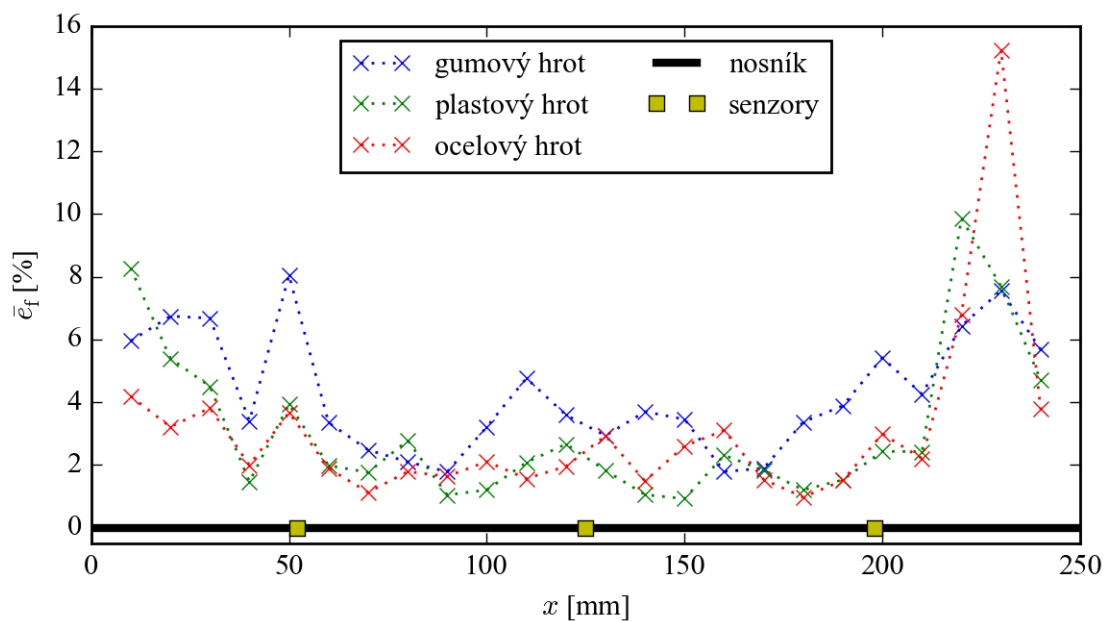 16
14
12
10
8
6
4
2
0
ē_f [%]
gumový hrot
plastový hrot
ocelový hrot
nosník
senzory
0 50 100 150 200 250
x [mm]